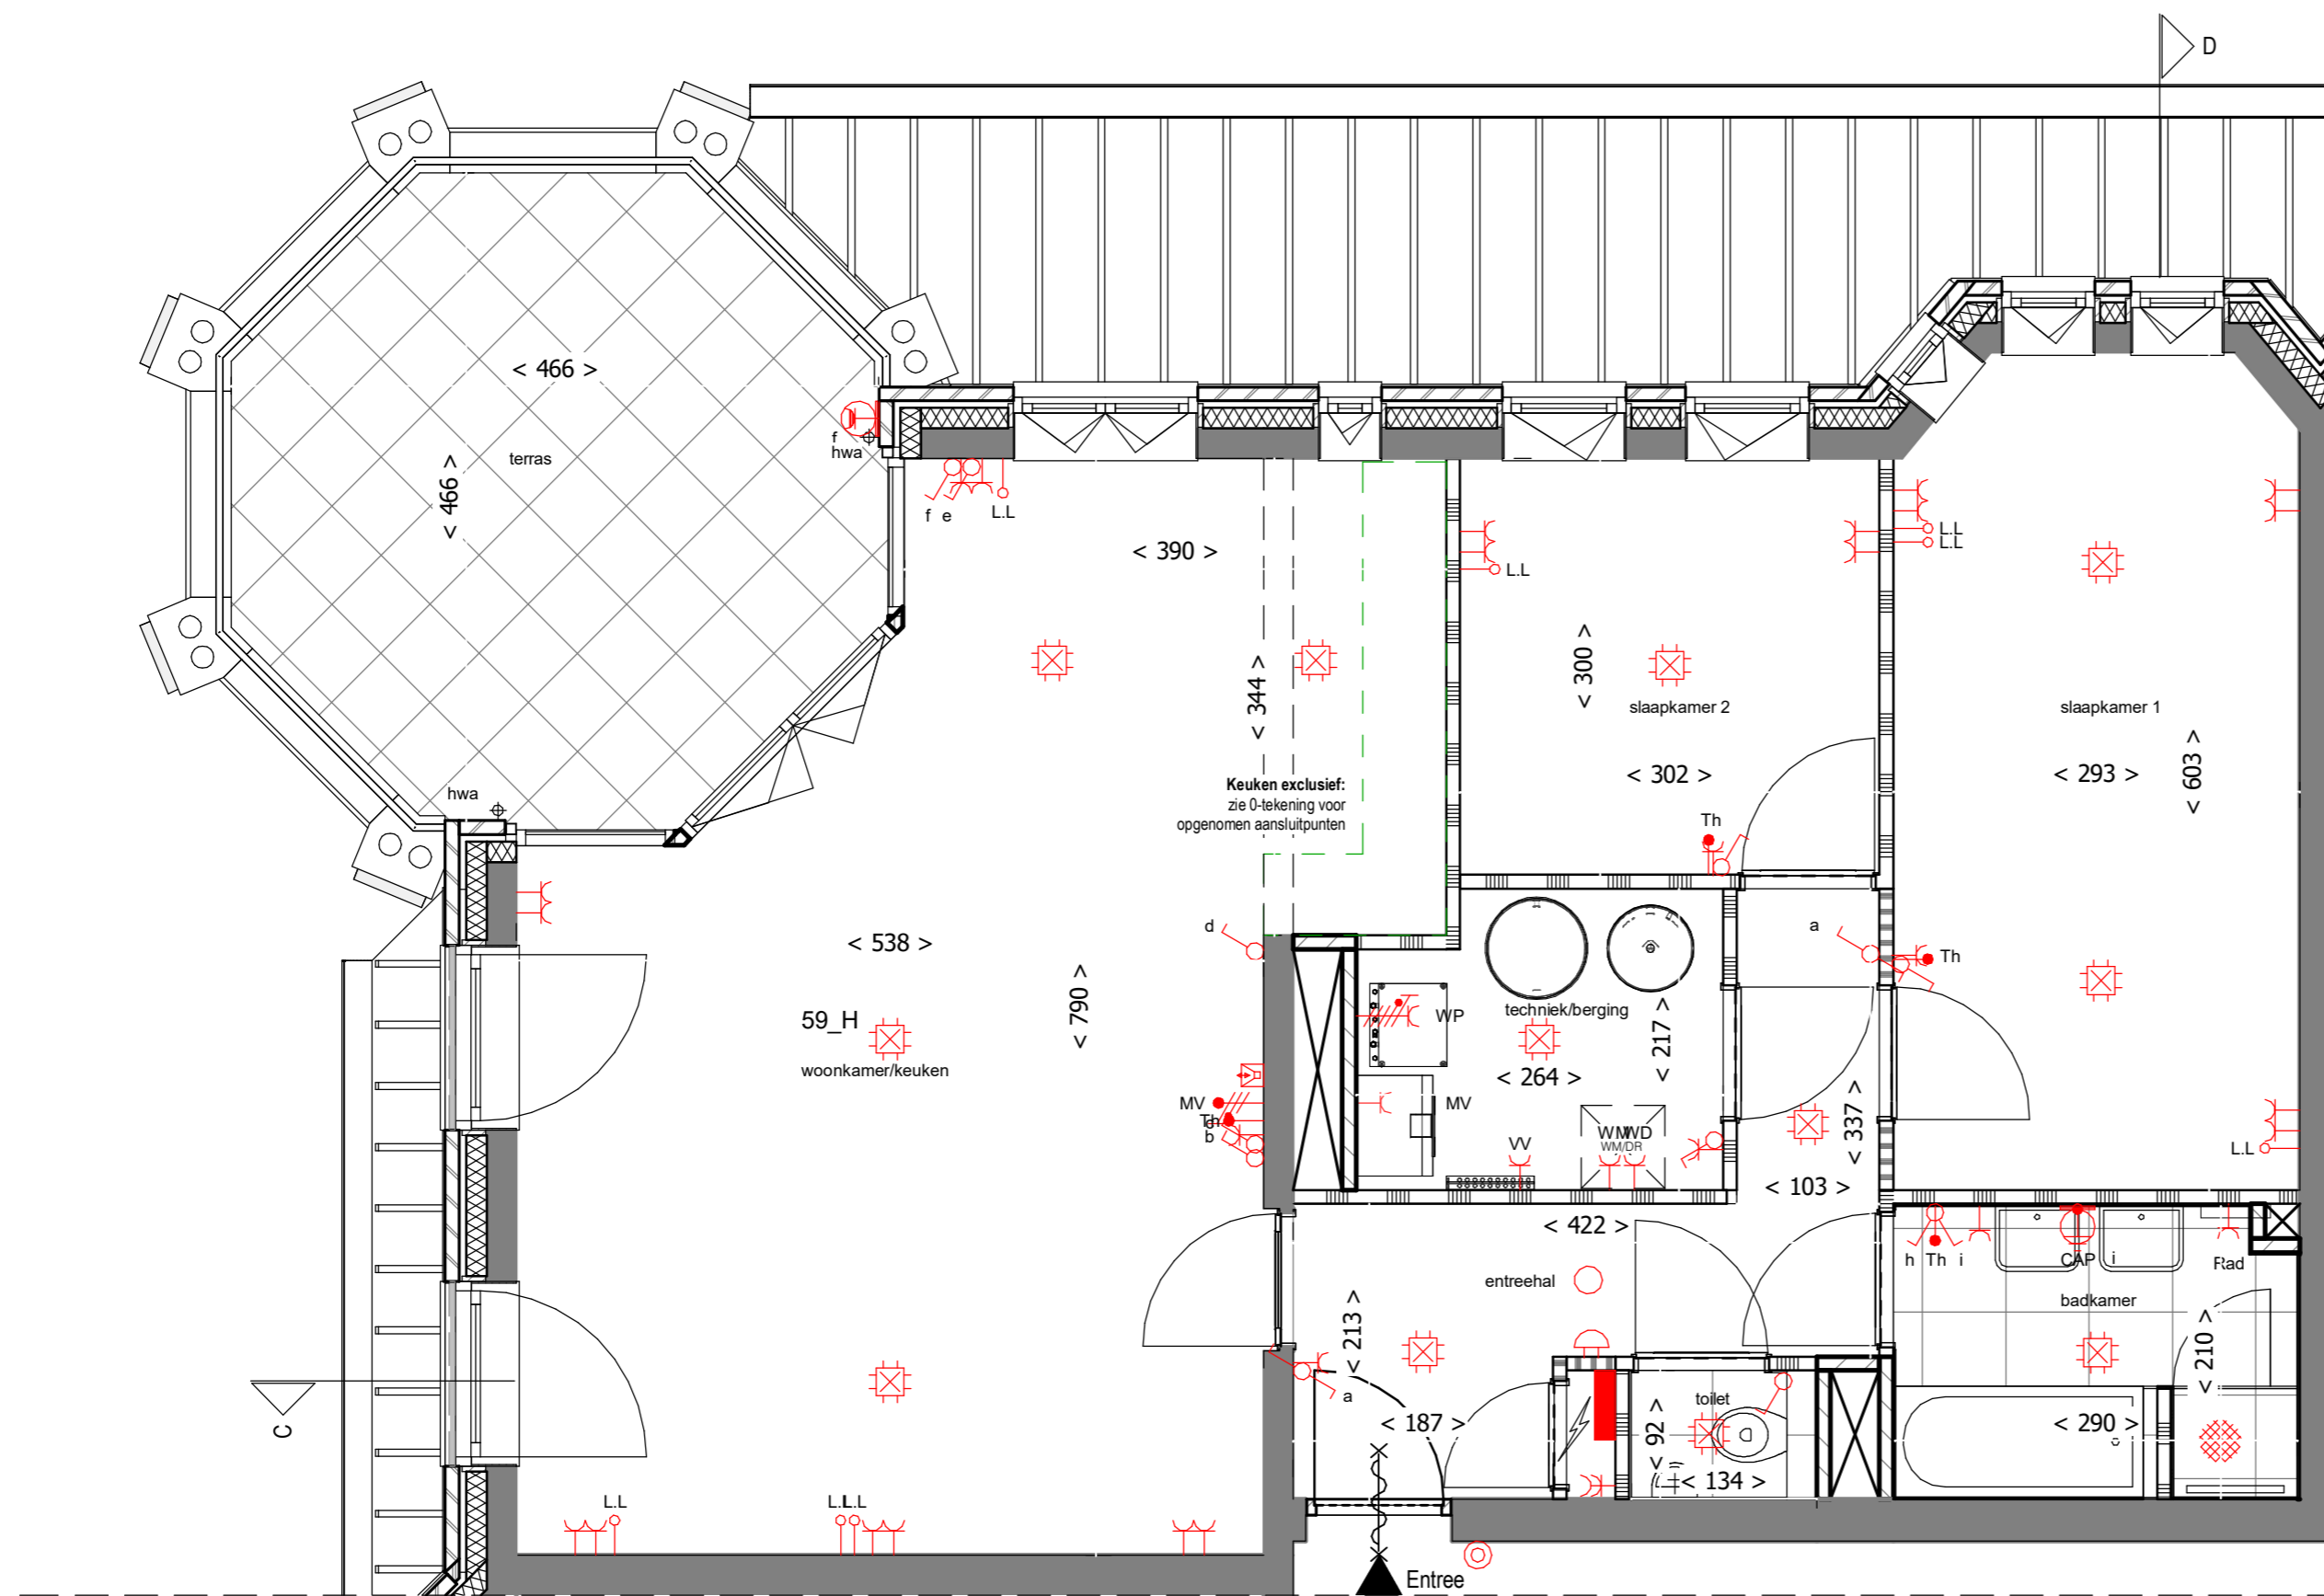 D
< 466 >
< 466 >
terras
f
hwa
hwa
f e
L.L
< 390 >
< 344 >
L.L
< 300 >
slaapkamer 2
< 302 >
Th
L.L
L.L
slaapkamer 1
< 293 >
< 603 >
Keuken exclusief:
zie 0-tekening voor
opgenomen aansluitpunten
d
< 538 >
< 790 >
59_H
woonkamer/keuken
a
Th
WP
techniek/berging
< 217 >
< 264 >
MV
Th
b
MV
VV
WM
WD
WM/DR
< 337 >
< 103 >
L.L
< 422 >
entreehal
h Th i
CAP i
Rad
badkamer
< 213 >
< 210 >
a
< 187 >
toilet
< 92 >
< 134 >
< 290 >
C
L.L
L.L
L.L
Entree